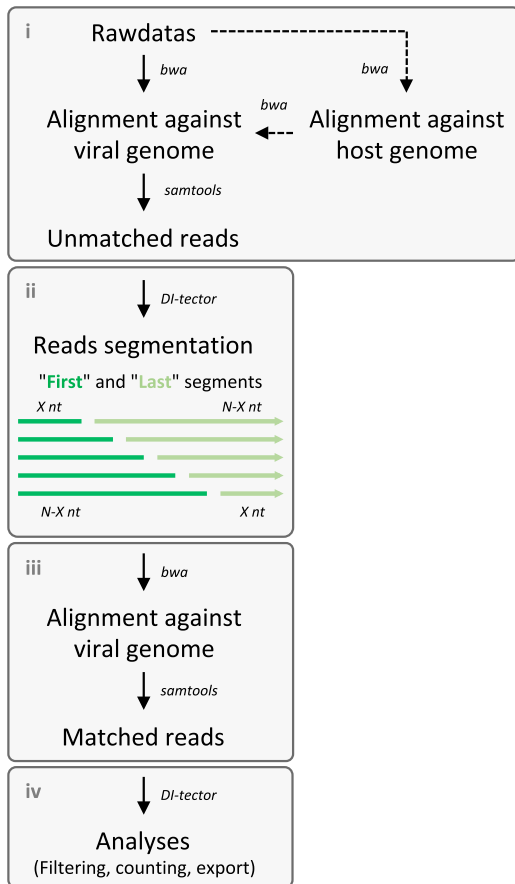 i
Rawdatas
bwa
bwa
bwa
Alignment against
viral genome
Alignment against
host genome
samtools
Unmatched reads
ii
DI-tector
Reads segmentation
"First" and "Last" segments
X nt
N-X nt
N-X nt
X nt
iii
bwa
Alignment against
viral genome
samtools
Matched reads
iv
DI-tector
Analyses
(Filtering, counting, export)